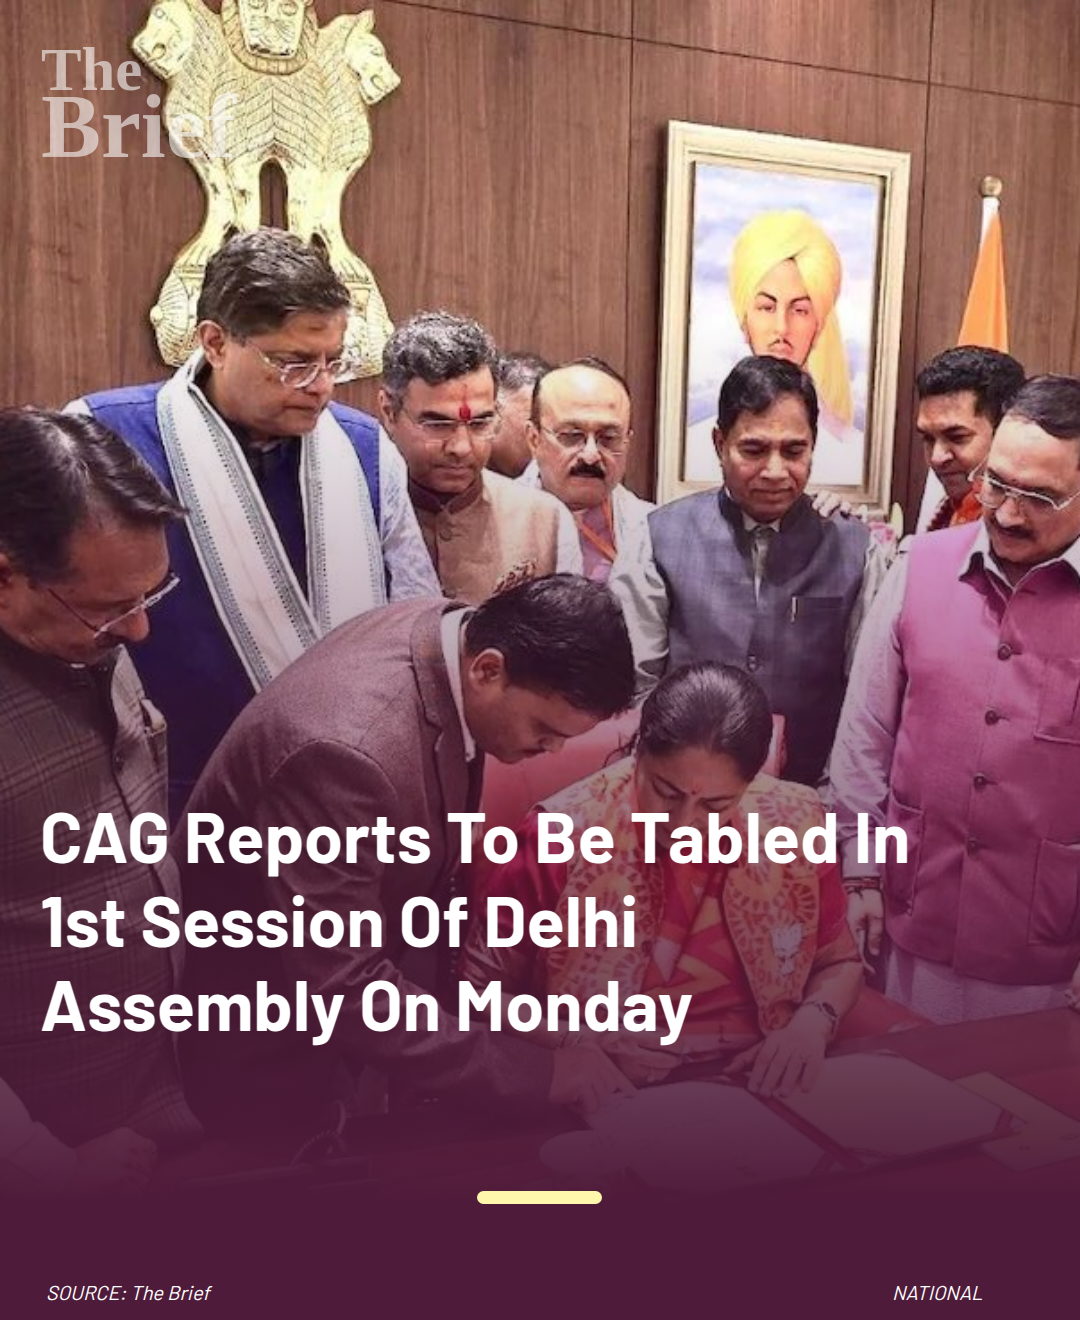 The
Brief
CAG Reports To Be Tabled In
1st Session Of Delhi
Assembly On Monday
SOURCE: The Brief
NATIONAL